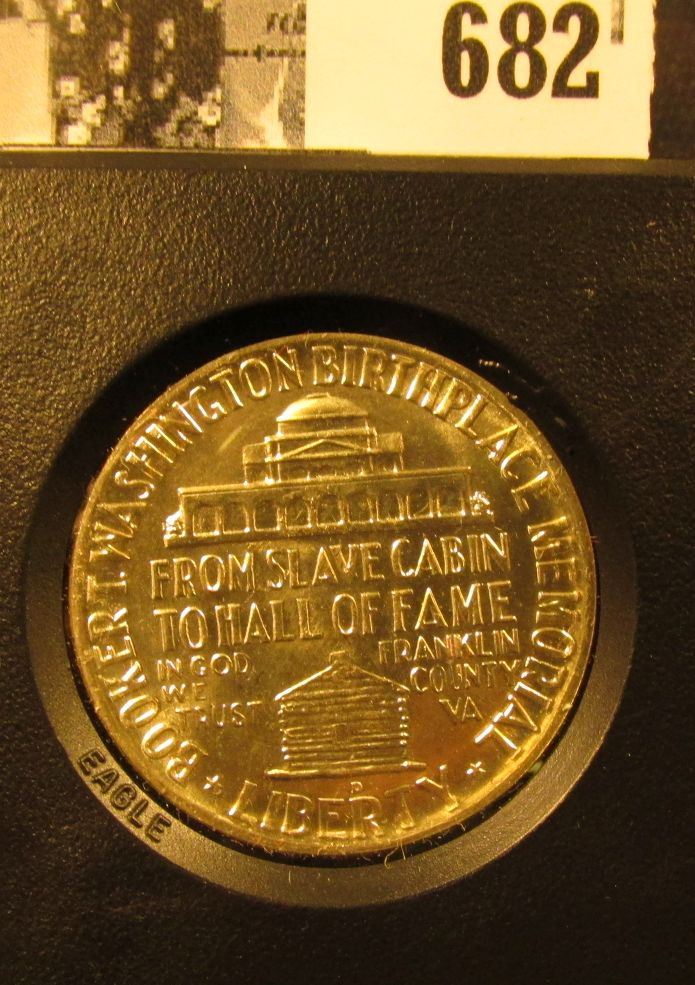 682
BOOKER T. WASHINGTON BIRTHPLACE MEMORIAL
FROM SLAVE CABIN
TO HALL OF FAME
IN GOD
WE
TRUST
FRANKLIN
COUNTY
VA
D
LIBERTY
EAGLE